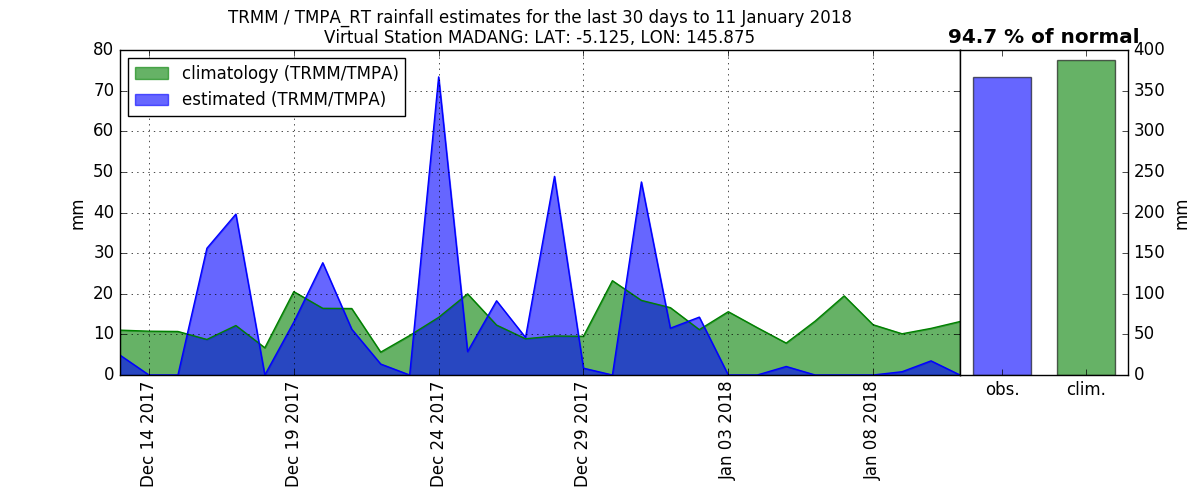 TRMM / TMPA_RT rainfall estimates for the last 30 days to 11 January 2018
Virtual Station MADANG: LAT: -5.125, LON: 145.875
94.7 % of normal
climatology (TRMM/TMPA)
estimated (TRMM/TMPA)
80
70
60
50
40
30
20
10
0
mm
Dec 14 2017
Dec 19 2017
Dec 24 2017
Dec 29 2017
Jan 03 2018
Jan 08 2018
obs.
clim.
400
350
300
250
200
150
100
50
0
mm